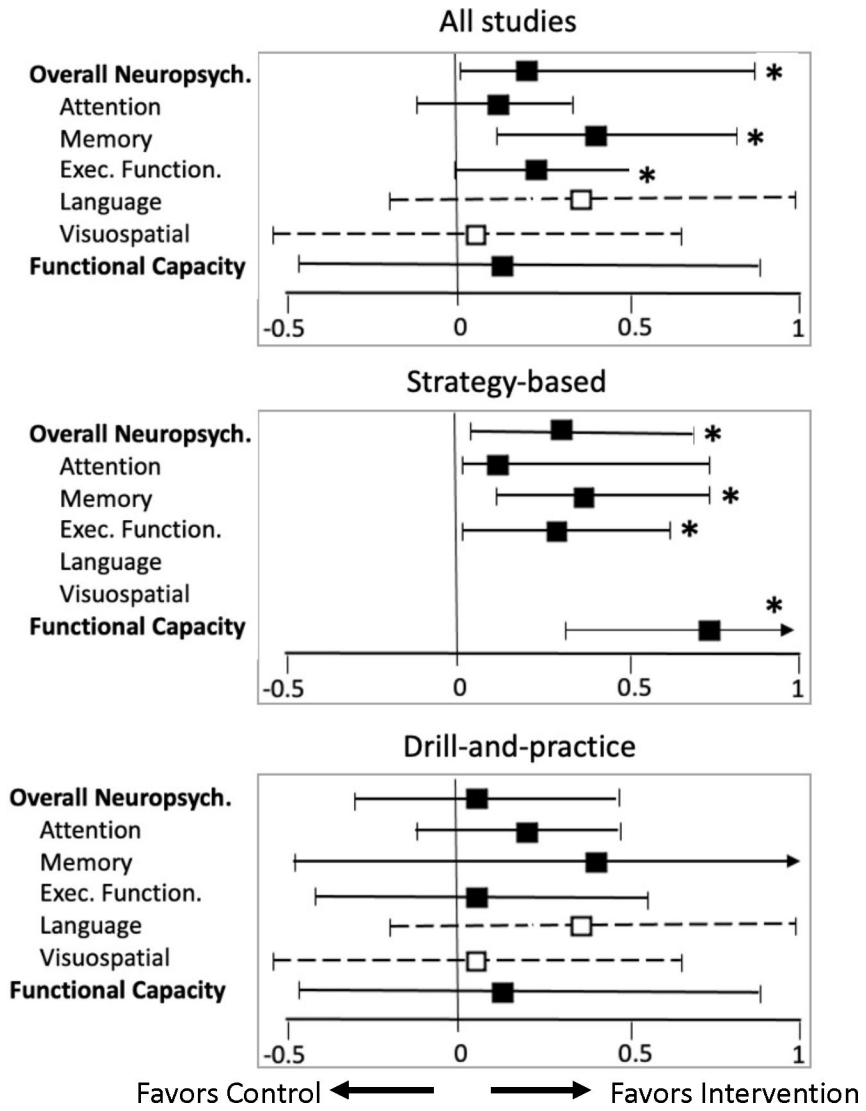 All studies
Overall Neuropsych. *
Attention
Memory *
Exec. Function. *
Language
Visuospatial
Functional Capacity
-0.5 0 0.5 1
Strategy-based
Overall Neuropsych. *
Attention
Memory *
Exec. Function. *
Language
Visuospatial
*
Functional Capacity
-0.5 0 0.5 1
Drill-and-practice
Overall Neuropsych.
Attention
Memory
Exec. Function.
Language
Visuospatial
Functional Capacity
-0.5 0 0.5 1
Favors Control Favors Intervention